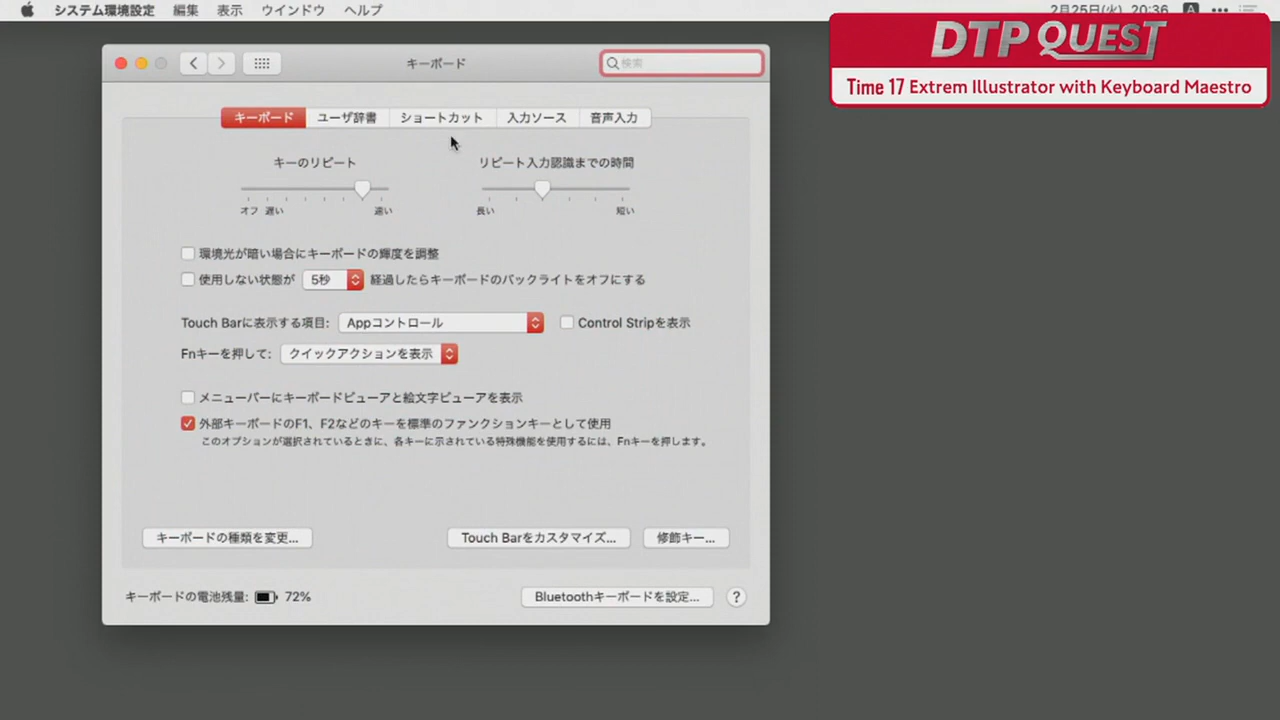 システム環境設定 編集 表示 ウインドウ ヘルプ
2月25日(火) 20:36 A
DTP QUEST
Time 17 Extrem Illustrator with Keyboard Maestro
キーボード
検索
キーボード ユーザ辞書 ショートカット 入力ソース 音声入力
キーのリピート リピート入力認識までの時間
オフ 遅い 速い 長い 短い
環境光が暗い場合にキーボードの輝度を調整
使用しない状態が 5秒 経過したらキーボードのバックライトをオフにする
Touch Barに表示する項目: Appコントロール Control Stripを表示
Fnキーを押して: クイックアクションを表示
メニューバーにキーボードビューアと絵文字ビューアを表示
外部キーボードのF1、F2などのキーを標準のファンクションキーとして使用
このオプションが選択されているときに、各キーに示されている特殊機能を使用するには、Fnキーを押します。
キーボードの種類を変更... Touch Barをカスタマイズ... 修飾キー...
キーボードの電池残量: 72% Bluetoothキーボードを設定... ?